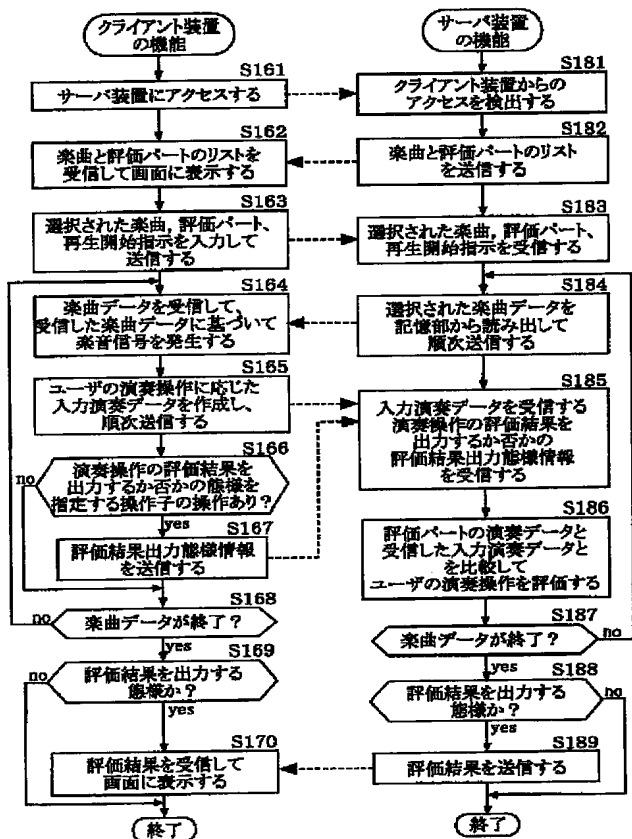 クライアント装置
の機能
S161
サーバ装置にアクセスする
S162
楽曲と評価パートのリストを
受信して画面に表示する
S163
選択された楽曲,評価パート、
再生開始指示を入力して
送信する
S164
楽曲データを受信して、
受信した楽曲データに基づいて
楽音信号を発生する
S165
ユーザの演奏操作に応じた
入力演奏データを作成し、
順次送信する
S166
演奏操作の評価結果を
出力するか否かの態様を
指定する操作子の操作あり?
no
yes
S167
評価結果出力態様情報
を送信する
S168
楽曲データが終了?
no
yes
S169
評価結果を出力する
態様か?
no
yes
S170
評価結果を受信して
画面に表示する
終了
サーバ装置
の機能
S181
クライアント装置からの
アクセスを検出する
S182
楽曲と評価パートのリスト
を送信する
S183
選択された楽曲,評価パート、
再生開始指示を受信する
S184
選択された楽曲データを
記憶部から読み出して
順次送信する
S185
入力演奏データを受信する
演奏操作の評価結果を
出力するか否かの
評価結果出力態様情報
を受信する
S186
評価パートの演奏データと
受信した入力演奏データと
を比較して
ユーザの演奏操作を評価する
S187
楽曲データが終了?
no
yes
S188
評価結果を出力する
態様か?
no
yes
S189
評価結果を送信する
終了